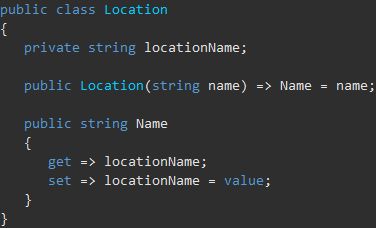 public class Location
{
private string locationName;
public Location(string name) => Name = name;
public string Name
{
get => locationName;
set => locationName = value;
}
}